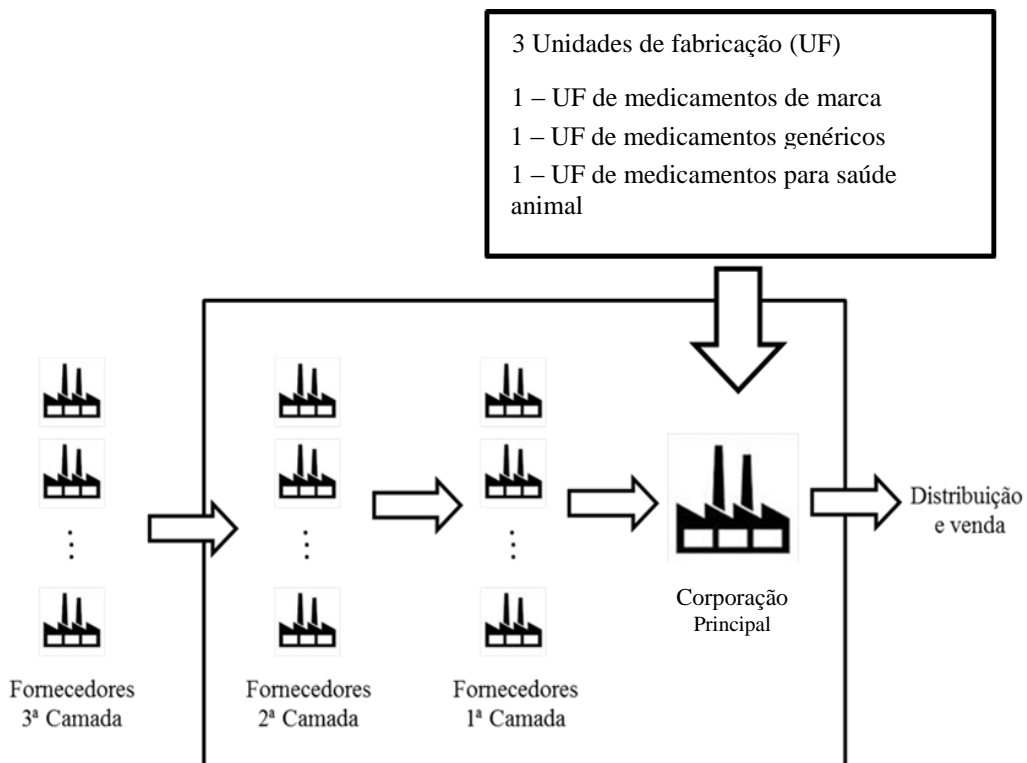 3 Unidades de fabricação (UF)
1 – UF de medicamentos de marca
1 – UF de medicamentos genéricos
1 – UF de medicamentos para saúde
animal
Distribuição
e venda
Corporação
Principal
Fornecedores
3ª Camada
Fornecedores
2ª Camada
Fornecedores
1ª Camada